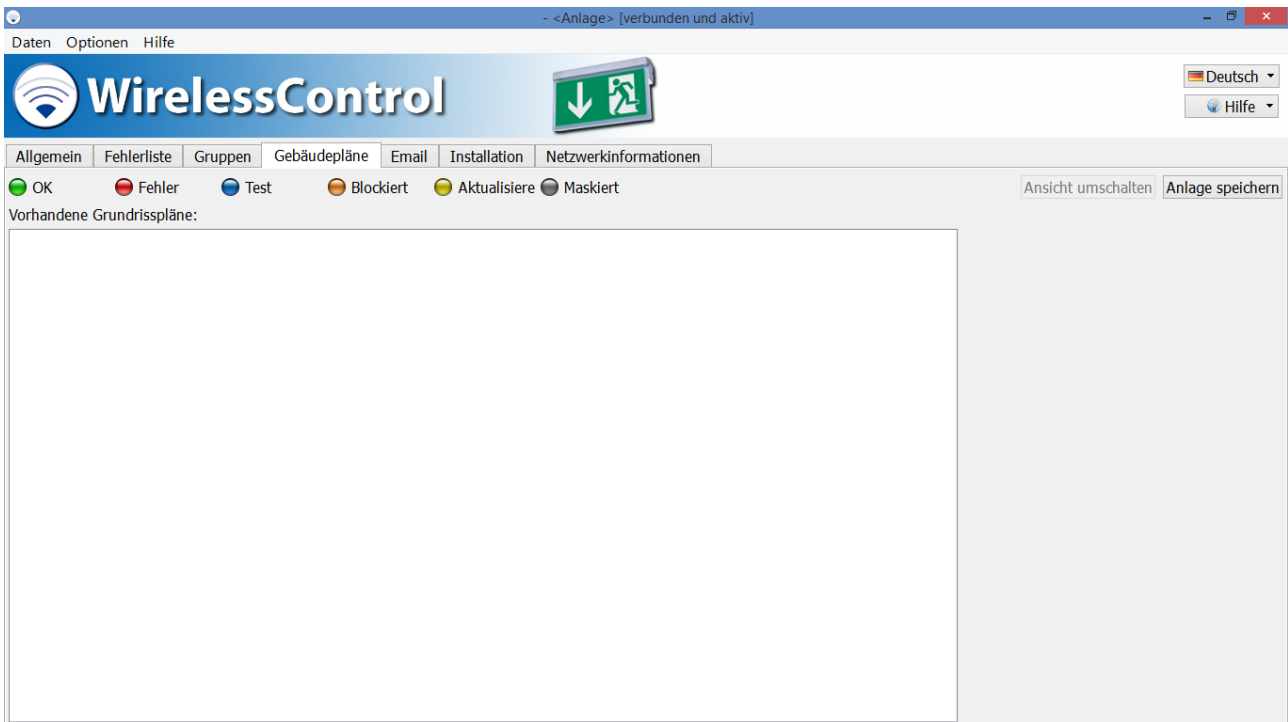 - <Anlage> [verbunden und aktiv]
Daten Optionen Hilfe
WirelessControl
Deutsch
Hilfe
Allgemein Fehlerliste Gruppen Gebäudepläne Email Installation Netzwerkinformationen
OK Fehler Test Blockiert Aktualisiere Maskiert Ansicht umschalten Anlage speichern
Vorhandene Grundrisspläne: